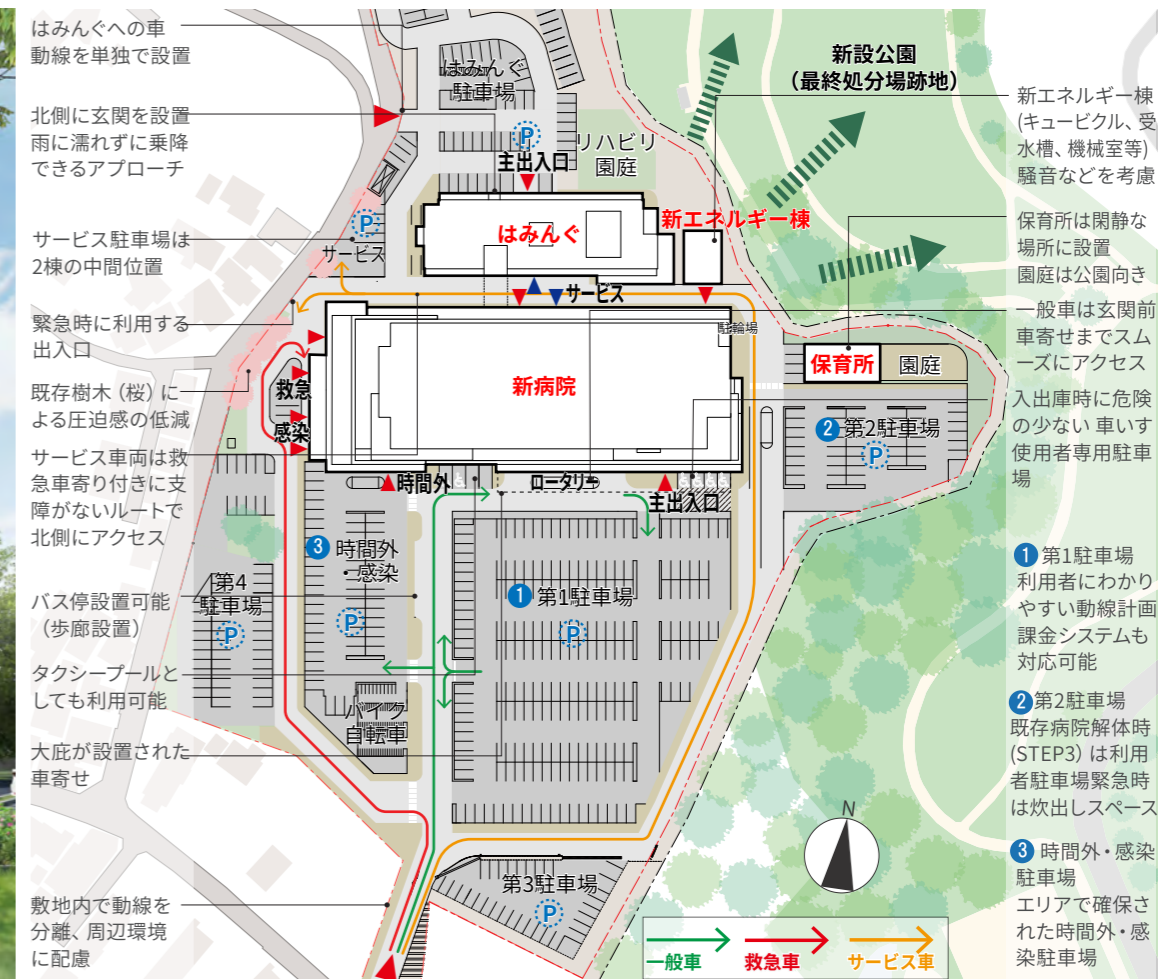 はみんぐへの車
動線を単独で設置
北側に玄関を設置
雨に濡れずに乗降
できるアプローチ
サービス駐車場は
2棟の中間位置
緊急時に利用する
出入口
既存樹木（桜）に
よる圧迫感の低減
サービス車両は救
急車寄り付きに支
障がないルートで
北側にアクセス
バス停設置可能
（歩廊設置）
タクシープールと
しても利用可能
大庇が設置された
車寄せ
敷地内で動線を
分離、周辺環境
に配慮
はみんぐ
駐車場
P
主出入口
リハビリ
園庭
新設公園
（最終処分場跡地）
P
サービス
はみんぐ
新エネルギー棟
サービス
駐輪場
新病院
救急
感染
保育所
園庭
2 第2駐車場
P
時間外
ロータリー
主出入口
3 時間外
感染
P
第4
駐車場
P
1 第1駐車場
P
バイク
自転車
第3駐車場
P
N
一般車
救急車
サービス車
新エネルギー棟
(キュービクル、受
水槽、機械室等)
騒音などを考慮
保育所は閑静な
場所に設置
園庭は公園向き
一般車は玄関前
車寄せまでスム
ーズにアクセス
入出庫時に危険
の少ない 車いす
使用者専用駐車
場
1 第1駐車場
利用者にわかり
やすい動線計画
課金システムも
対応可能
2 第2駐車場
既存病院解体時
(STEP3) は利用
者駐車場緊急時
は炊出しスペース
3 時間外・感染
駐車場
エリアで確保さ
れた時間外・感
染駐車場